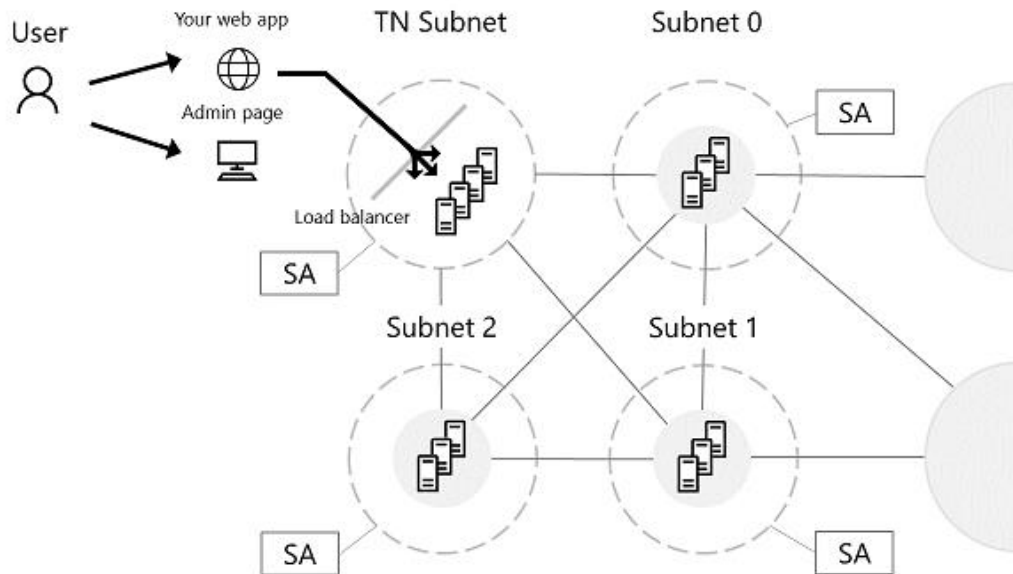 User
Your web app
Admin page
TN Subnet
Subnet 0
SA
Load balancer
SA
Subnet 2
Subnet 1
SA
SA